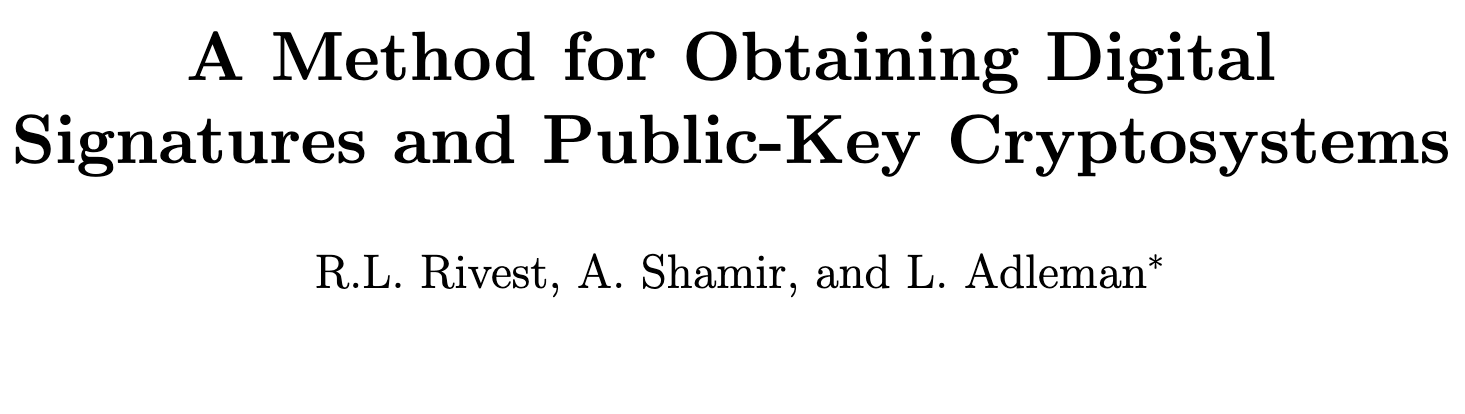 A Method for Obtaining Digital
Signatures and Public-Key Cryptosystems
R.L. Rivest, A. Shamir, and L. Adleman*